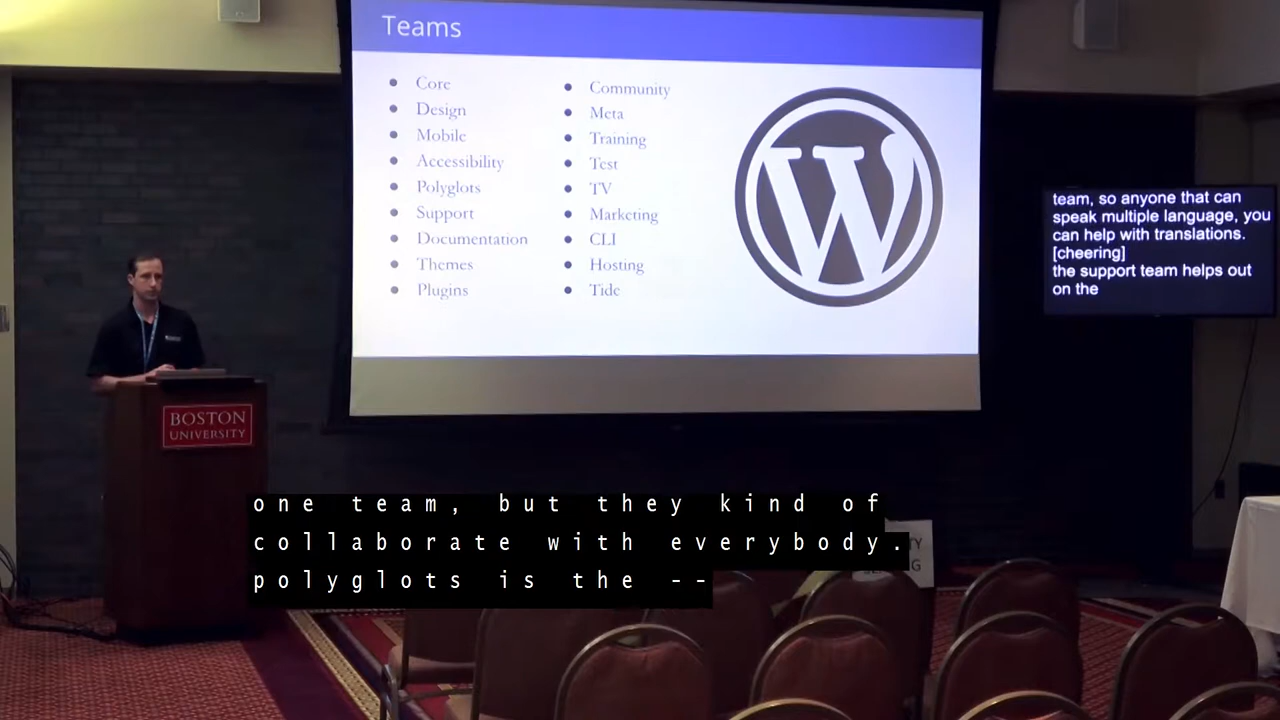 Teams
Core
Design
Mobile
Accessibility
Polyglots
Support
Documentation
Themes
Plugins
Community
Meta
Training
Test
TV
Marketing
CLI
Hosting
Tide
W
team, so anyone that can
speak multiple language, you
can help with translations.
[cheering]
the support team helps out
on the
BOSTON
UNIVERSITY
one team, but they kind of
collaborate with everybody.
polyglots is the --